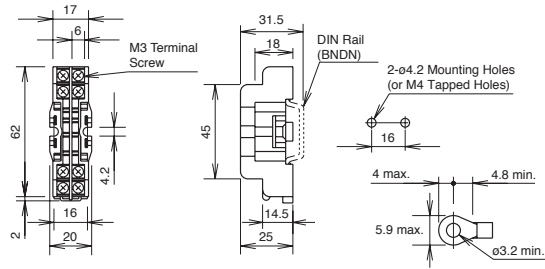 17
6
M3 Terminal
Screw
62
4.2
2
16
20
31.5
18
DIN Rail
(BNDN)
45
14.5
25
2-ø4.2 Mounting Holes
(or M4 Tapped Holes)
16
4 max.
4.8 min.
5.9 max.
ø3.2 min.